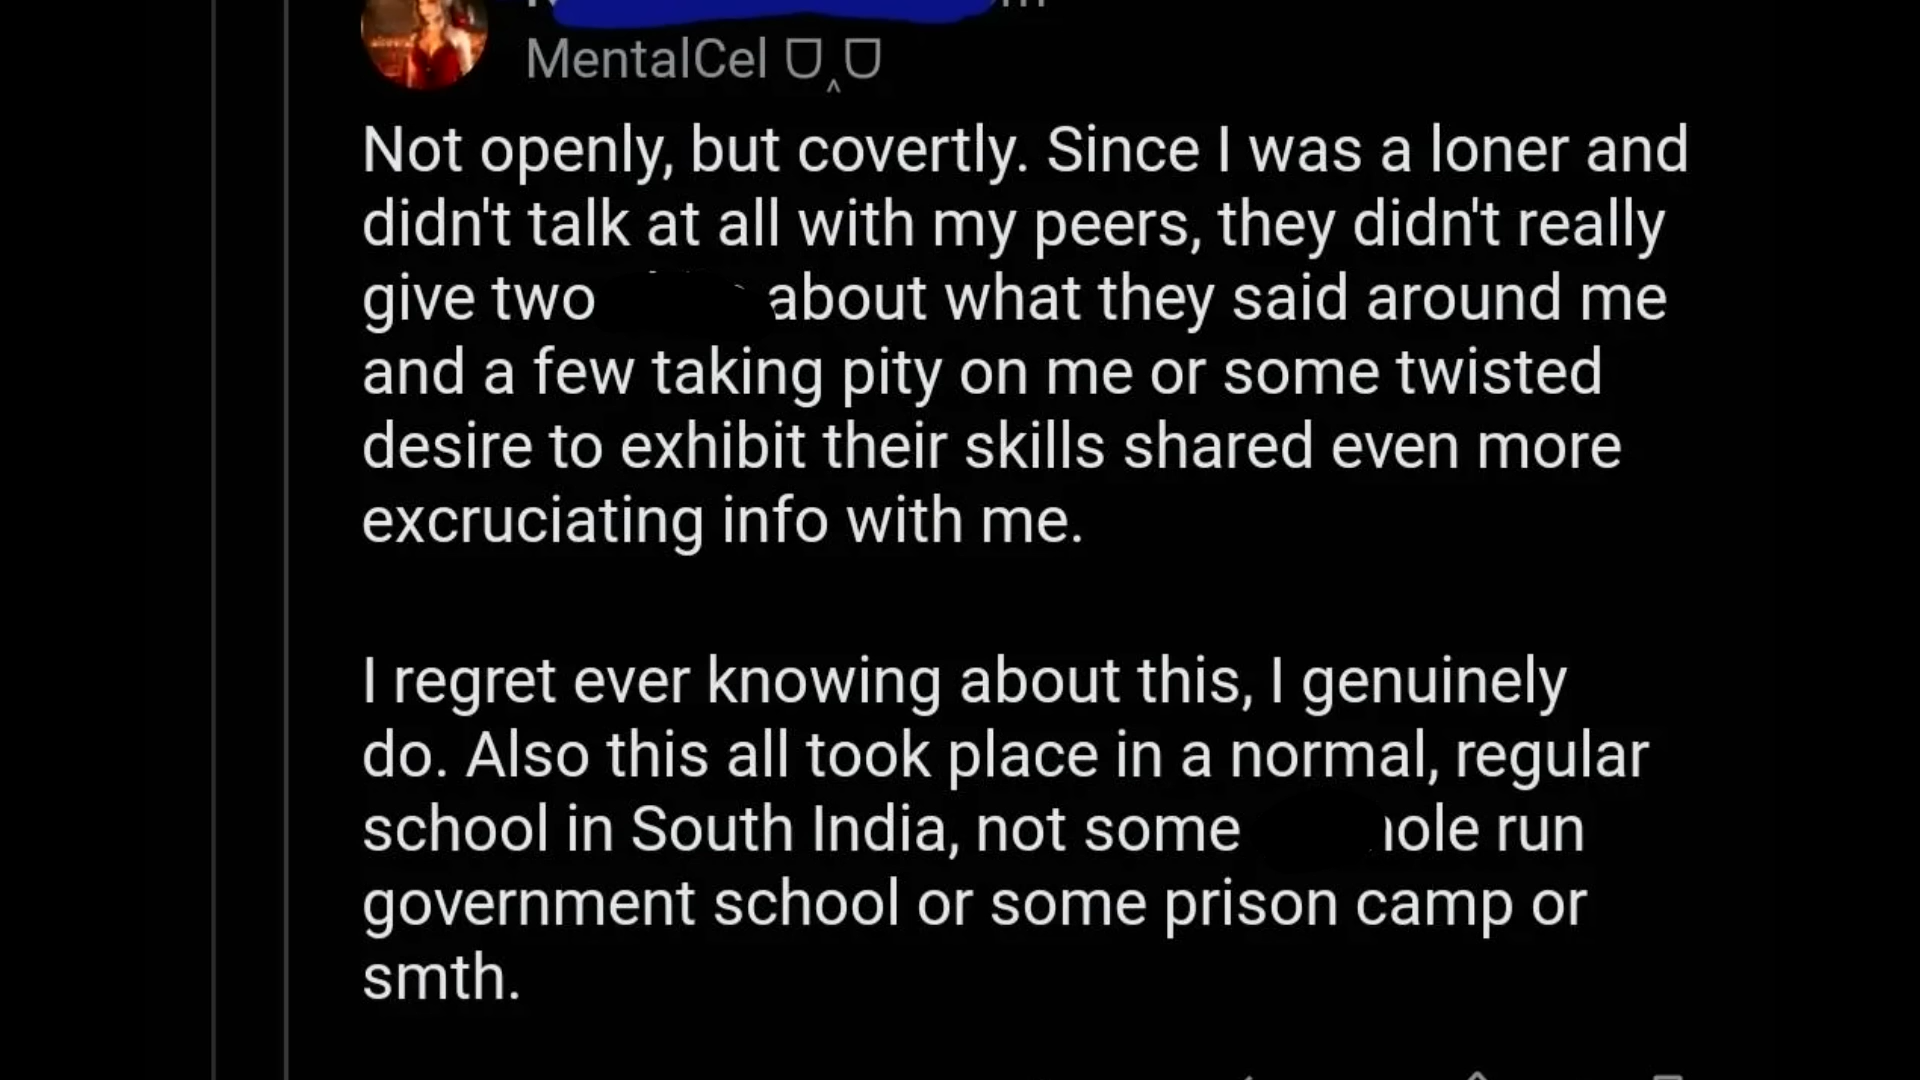 MentalCel
Not openly, but covertly. Since I was a loner and
didn't talk at all with my peers, they didn't really
give two about what they said around me
and a few taking pity on me or some twisted
desire to exhibit their skills shared even more
excruciating info with me.
I regret ever knowing about this, I genuinely
do. Also this all took place in a normal, regular
school in South India, not some run
government school or some prison camp or
smth.